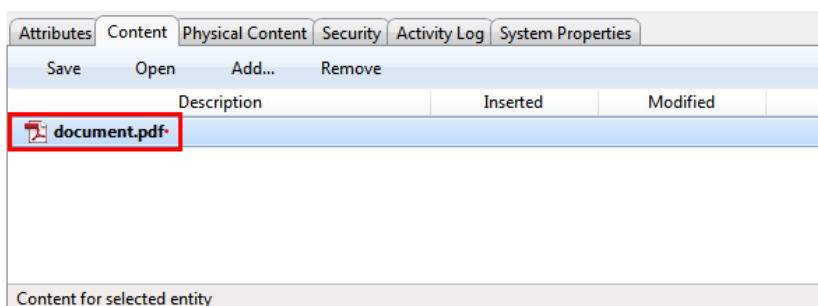 Attributes Content Physical Content Security Activity Log System Properties
Save Open Add... Remove
Description Inserted Modified
document.pdf*
Content for selected entity